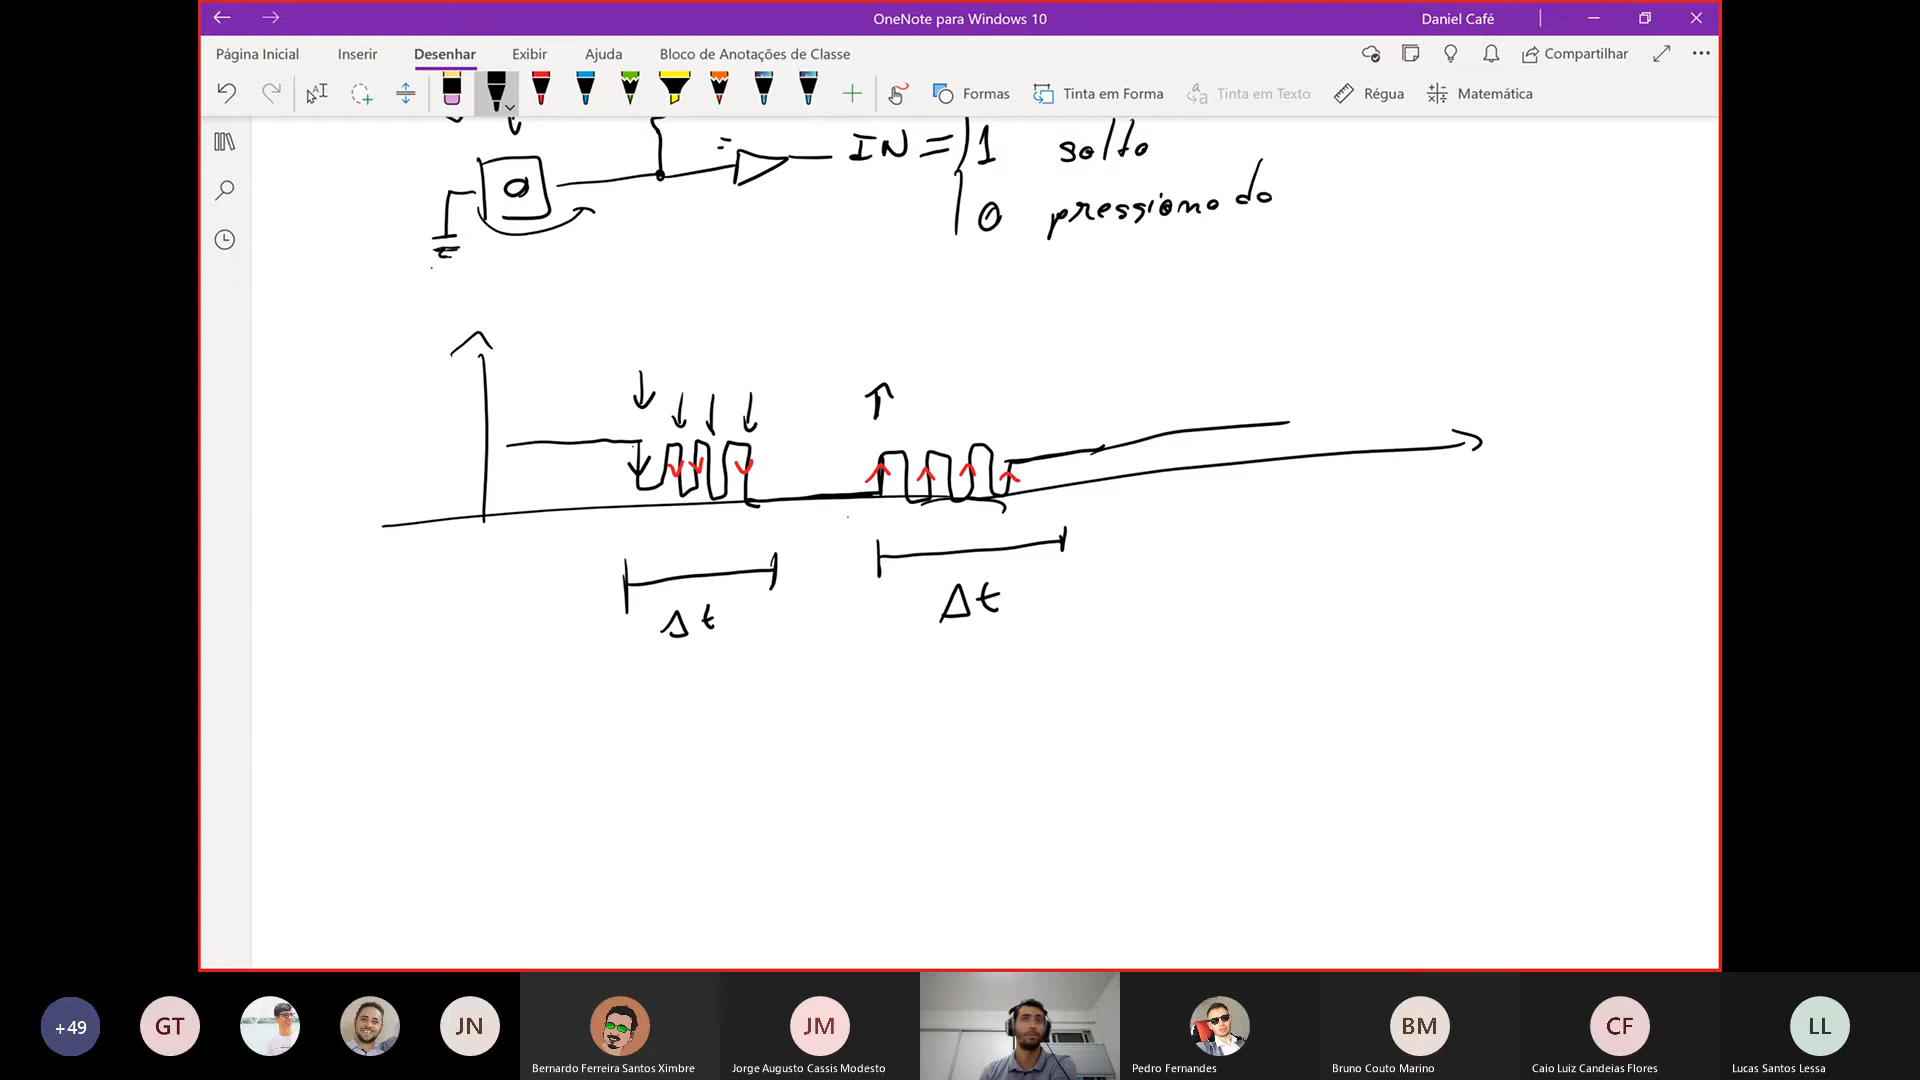 OneNote para Windows 10
Daniel Café
Página Inicial Inserir Desenhar Exibir Ajuda Bloco de Anotações de Classe Compartilhar
Formas Tinta em Forma Tinta em Texto Régua Matemática
IN = 1 solto
0 pressionado
Δt
Δt
+49
GT
JN
JM
BM
CF
LL
Bernardo Ferreira Santos Ximbre
Jorge Augusto Cassis Modesto
Pedro Fernandes
Bruno Couto Marino
Caio Luiz Candeias Flores
Lucas Santos Lessa